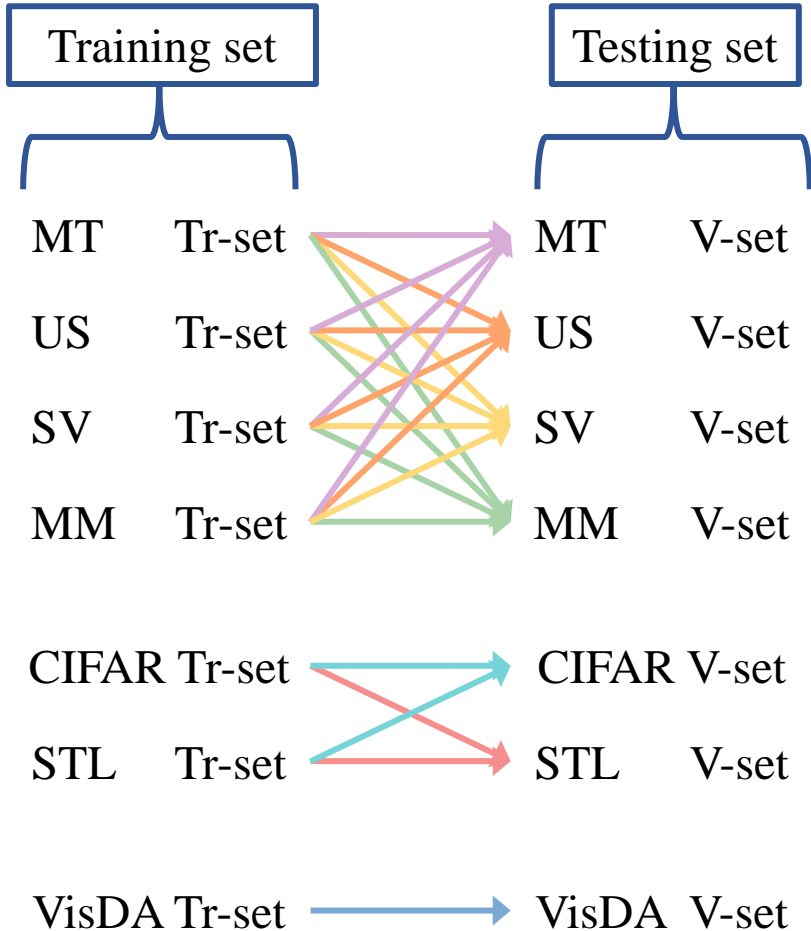 Training set Testing set
MT Tr-set MT V-set
US Tr-set US V-set
SV Tr-set SV V-set
MM Tr-set MM V-set
CIFAR Tr-set CIFAR V-set
STL Tr-set STL V-set
VisDA Tr-set VisDA V-set